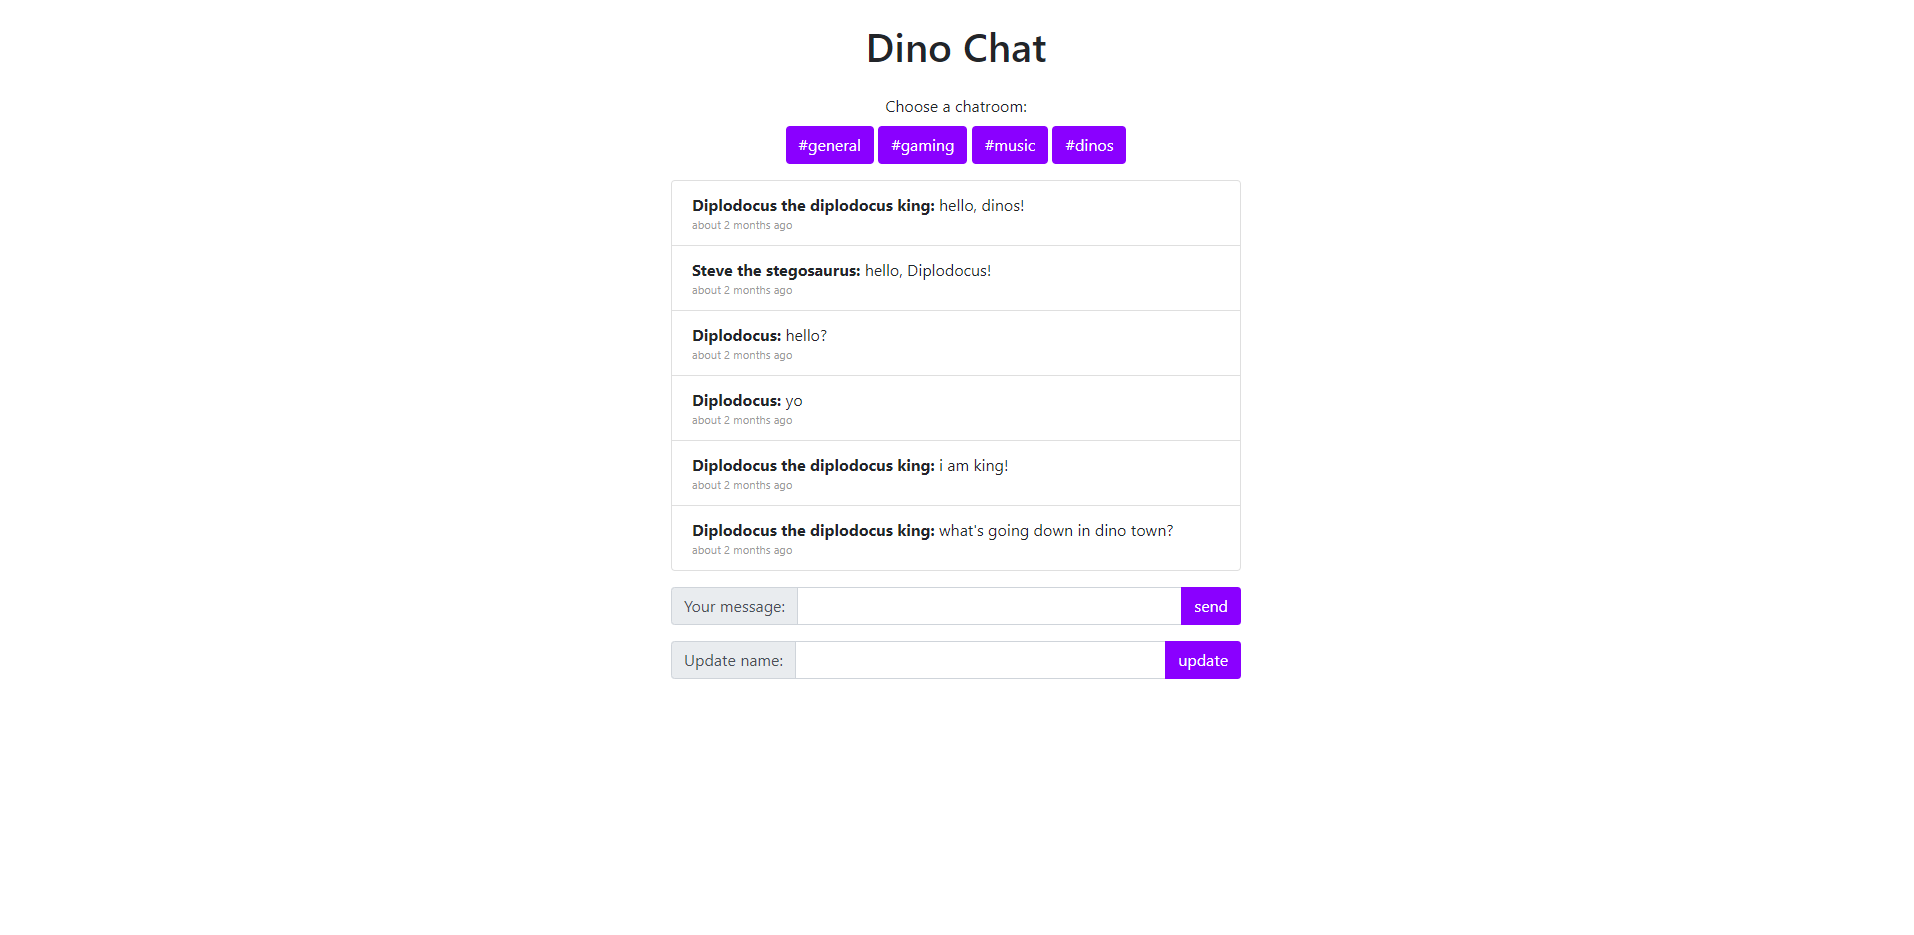 Dino Chat
Choose a chatroom:
#general #gaming #music #dinos
Diplodocus the diplodocus king: hello, dinos!
about 2 months ago
Steve the stegosaurus: hello, Diplodocus!
about 2 months ago
Diplodocus: hello?
about 2 months ago
Diplodocus: yo
about 2 months ago
Diplodocus the diplodocus king: i am king!
about 2 months ago
Diplodocus the diplodocus king: what's going down in dino town?
about 2 months ago
Your message: send
Update name: update